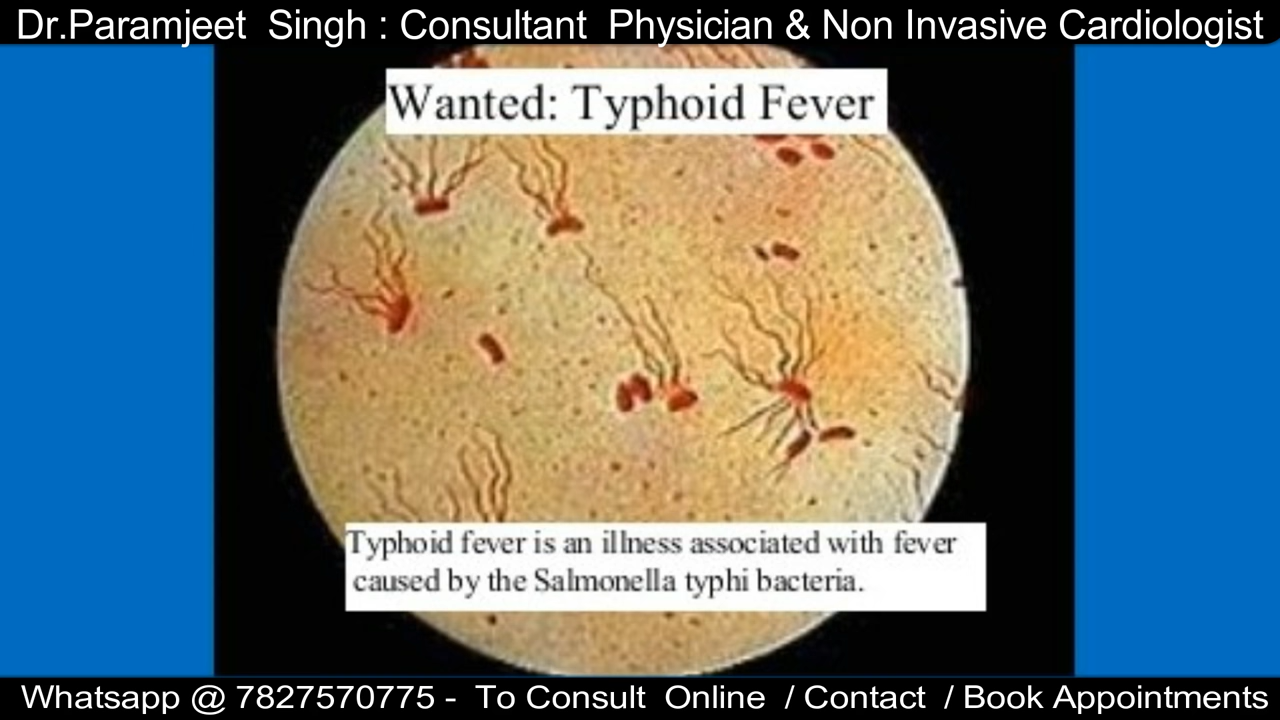 Dr.Paramjeet Singh : Consultant Physician & Non Invasive Cardiologist
Wanted: Typhoid Fever
Typhoid fever is an illness associated with fever
caused by the Salmonella typhi bacteria.
Whatsapp @ 7827570775 - To Consult Online / Contact / Book Appointments